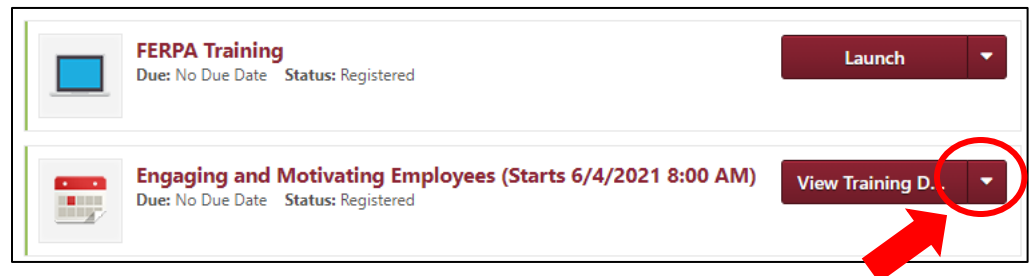 FERPA Training
Due: No Due Date Status: Registered
Launch
Engaging and Motivating Employees (Starts 6/4/2021 8:00 AM)
Due: No Due Date Status: Registered
View Training D...